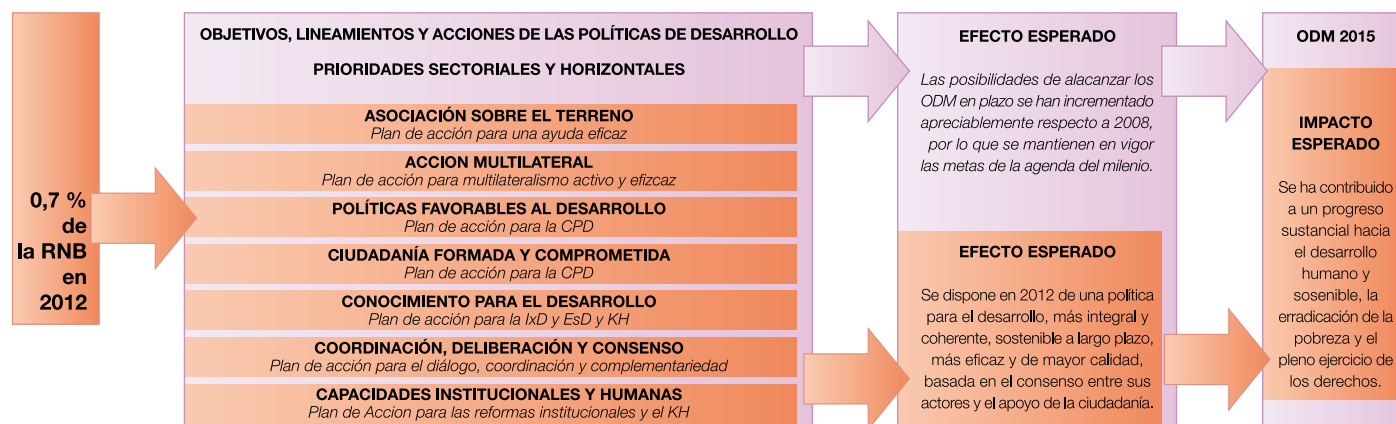 0,7 %
de
la RNB
en
2012
OBJETIVOS, LINEAMIENTOS Y ACCIONES DE LAS POLÍTICAS DE DESARROLLO
PRIORIDADES SECTORIALES Y HORIZONTALES
ASOCIACIÓN SOBRE EL TERRENO
Plan de acción para una ayuda eficaz
ACCION MULTILATERAL
Plan de acción para multilateralismo activo y efizcaz
POLÍTICAS FAVORABLES AL DESARROLLO
Plan de acción para la CPD
CIUDADANÍA FORMADA Y COMPROMETIDA
Plan de acción para la CPD
CONOCIMIENTO PARA EL DESARROLLO
Plan de acción para la IxD y EsD y KH
COORDINACIÓN, DELIBERACIÓN Y CONSENSO
Plan de acción para el diálogo, coordinación y complementariedad
CAPACIDADES INSTITUCIONALES Y HUMANAS
Plan de Accion para las reformas institucionales y el KH
EFECTO ESPERADO
Las posibilidades de alacanzar los
ODM en plazo se han incrementado
apreciablemente respecto a 2008,
por lo que se mantienen en vigor
las metas de la agenda del milenio.
EFECTO ESPERADO
Se dispone en 2012 de una política
para el desarrollo, más integral y
coherente, sostenible a largo plazo,
más eficaz y de mayor calidad,
basada en el consenso entre sus
actores y el apoyo de la ciudadanía.
ODM 2015
IMPACTO
ESPERADO
Se ha contribuido
a un progreso
sustancial hacia
el desarrollo
humano y
sosenible, la
erradicación de la
pobreza y el
pleno ejercicio de
los derechos.